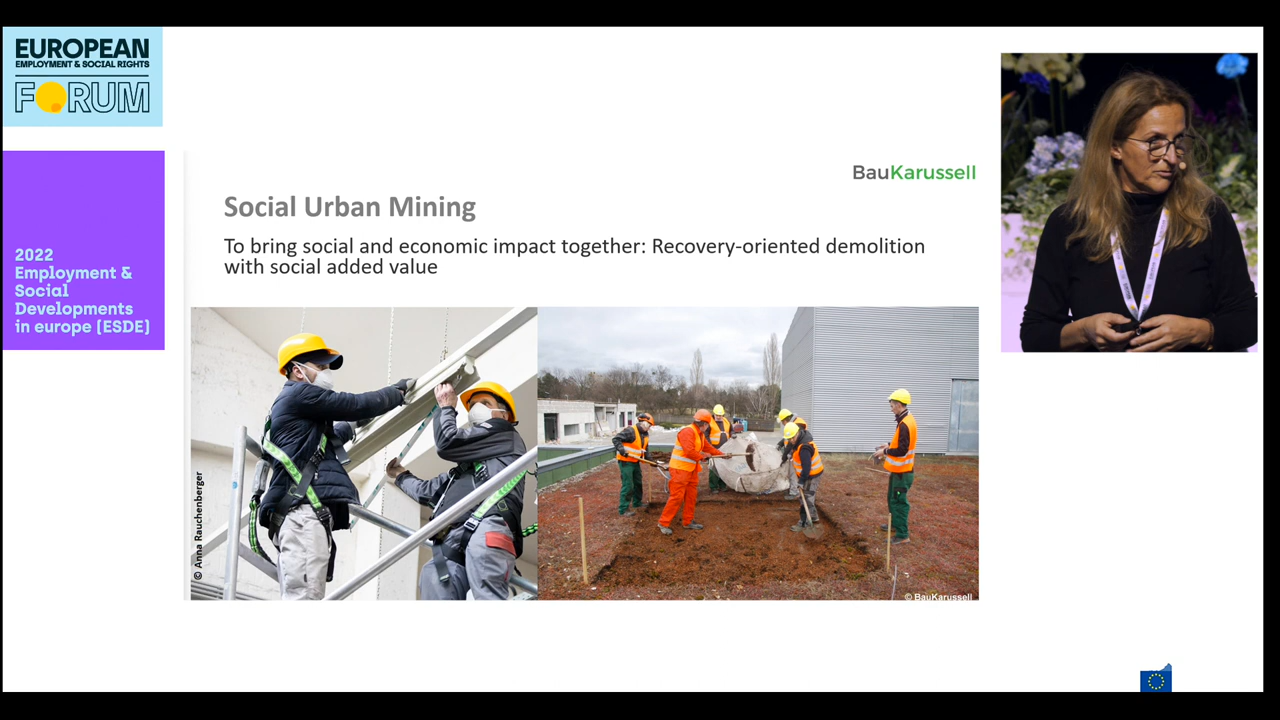 EUROPEAN
EMPLOYMENT & SOCIAL RIGHTS
FORUM
2022
Employment &
Social
Developments
in europe [ESDE]
BauKarussell
Social Urban Mining
To bring social and economic impact together: Recovery-oriented demolition
with social added value
© Anna Rauchenberger
© BauKarussell